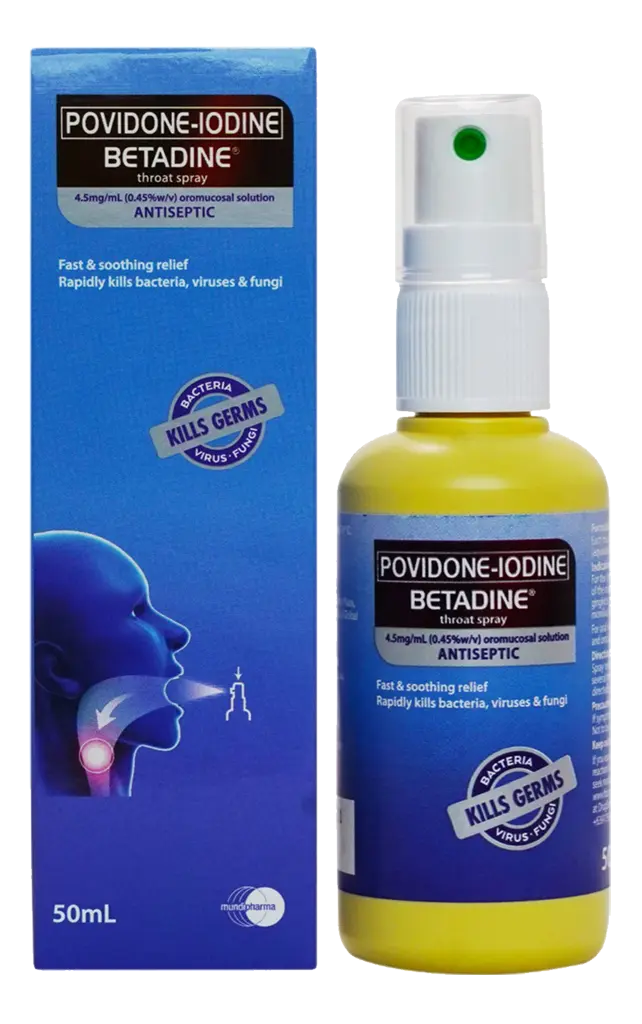 POVIDONE-IODINE
BETADINE®
throat spray
4.5mg/mL (0.45%w/v) oromucosal solution
ANTISEPTIC
Fast & soothing relief
Rapidly kills bacteria, viruses & fungi
BACTERIA
KILLS GERMS
VIRUS · FUNGI
50mL
mundipharma
POVIDONE-IODINE
BETADINE®
throat spray
4.5mg/mL (0.45%w/v) oromucosal solution
ANTISEPTIC
Fast & soothing relief
Rapidly kills bacteria, viruses & fungi
BACTERIA
KILLS GERMS
VIRUS · FUNGI